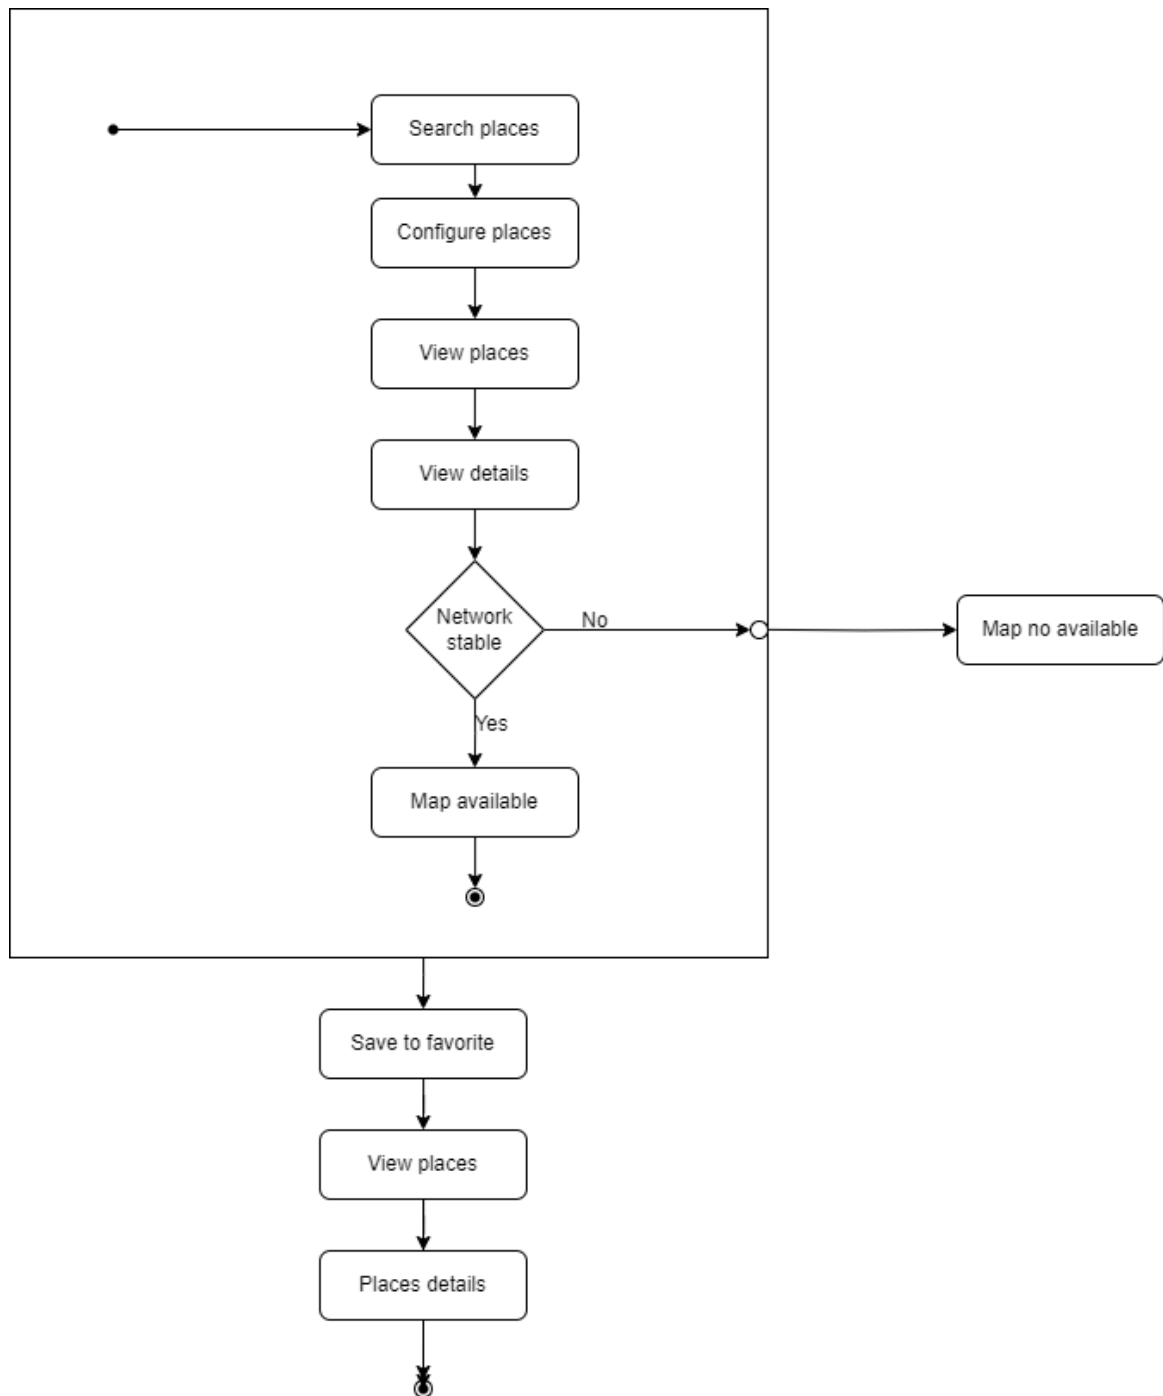 Search places
Configure places
View places
View details
Network
stable
No
Map no available
Yes
Map available
Save to favorite
View places
Places details